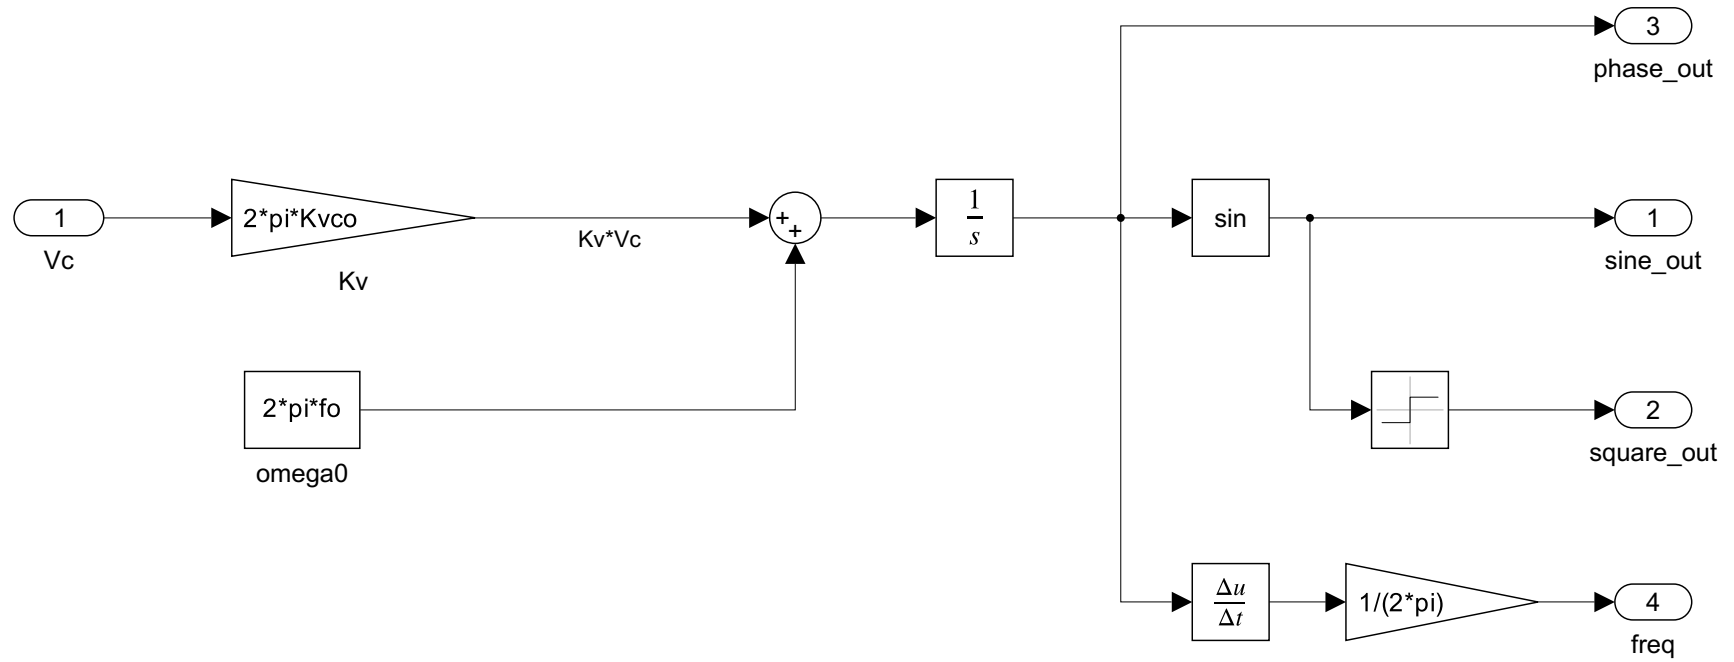 3
phase_out
1
Vc
2*pi*Kvco
Kv
Kv*Vc
+
+
1
s
sin
1
sine_out
2*pi*fo
omega0
2
square_out
Δu
Δt
1/(2*pi)
4
freq